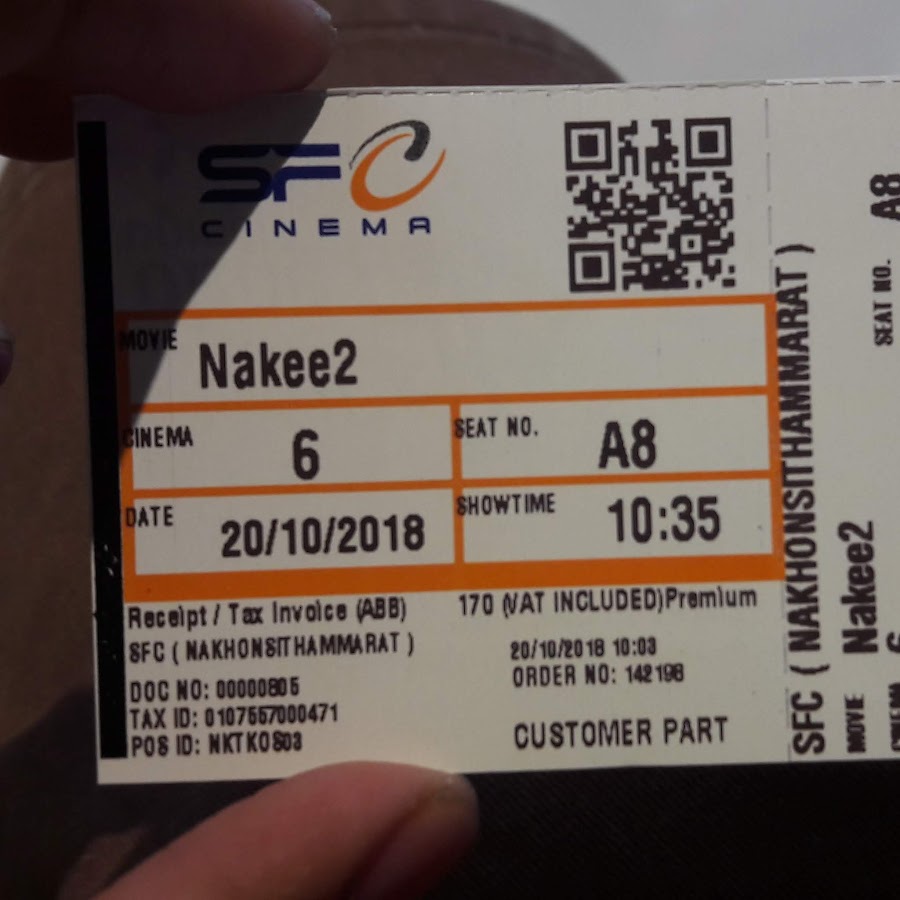 SFC
CINEMA
MOVIE
Nakee2
CINEMA
6
SEAT NO.
A8
DATE
20/10/2018
SHOWTIME
10:35
Receipt / Tax Invoice (ABB)
170 (VAT INCLUDED)Premium
SFC ( NAKHONSITHAMMARAT )
20/10/2018 10:03
ORDER NO: 142198
DOC NO: 00000805
TAX ID: 0107557000471
POS ID: NKTKOS03
CUSTOMER PART
SFC ( NAKHONSITHAMMARAT )
MOVIE Nakee2
SEAT NO. A8